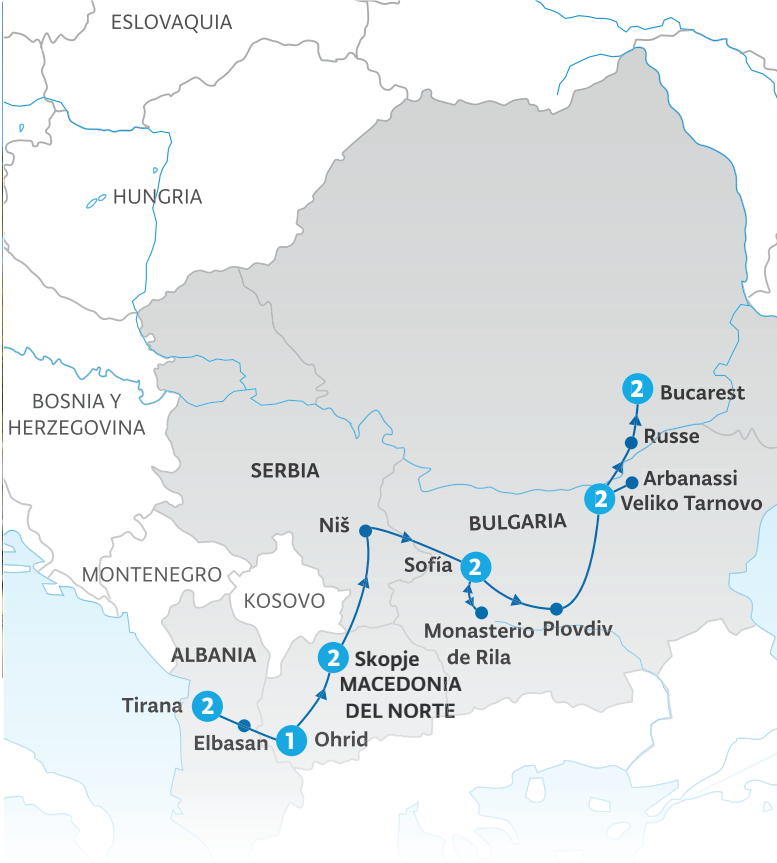 ESLOVAQUIA
HUNGRIA
2
Bucarest
BOSNIA Y
HERZEGOVINA
Russe
SERBIA
Arbanassi
2
Veliko Tarnovo
Niš
BULGARIA
Sofía
2
MONTENEGRO
KOSOVO
Monasterio
de Rila
Plovdiv
ALBANIA
2
Skopje
MACEDONIA
DEL NORTE
Tirana
2
Elbasan
1
Ohrid